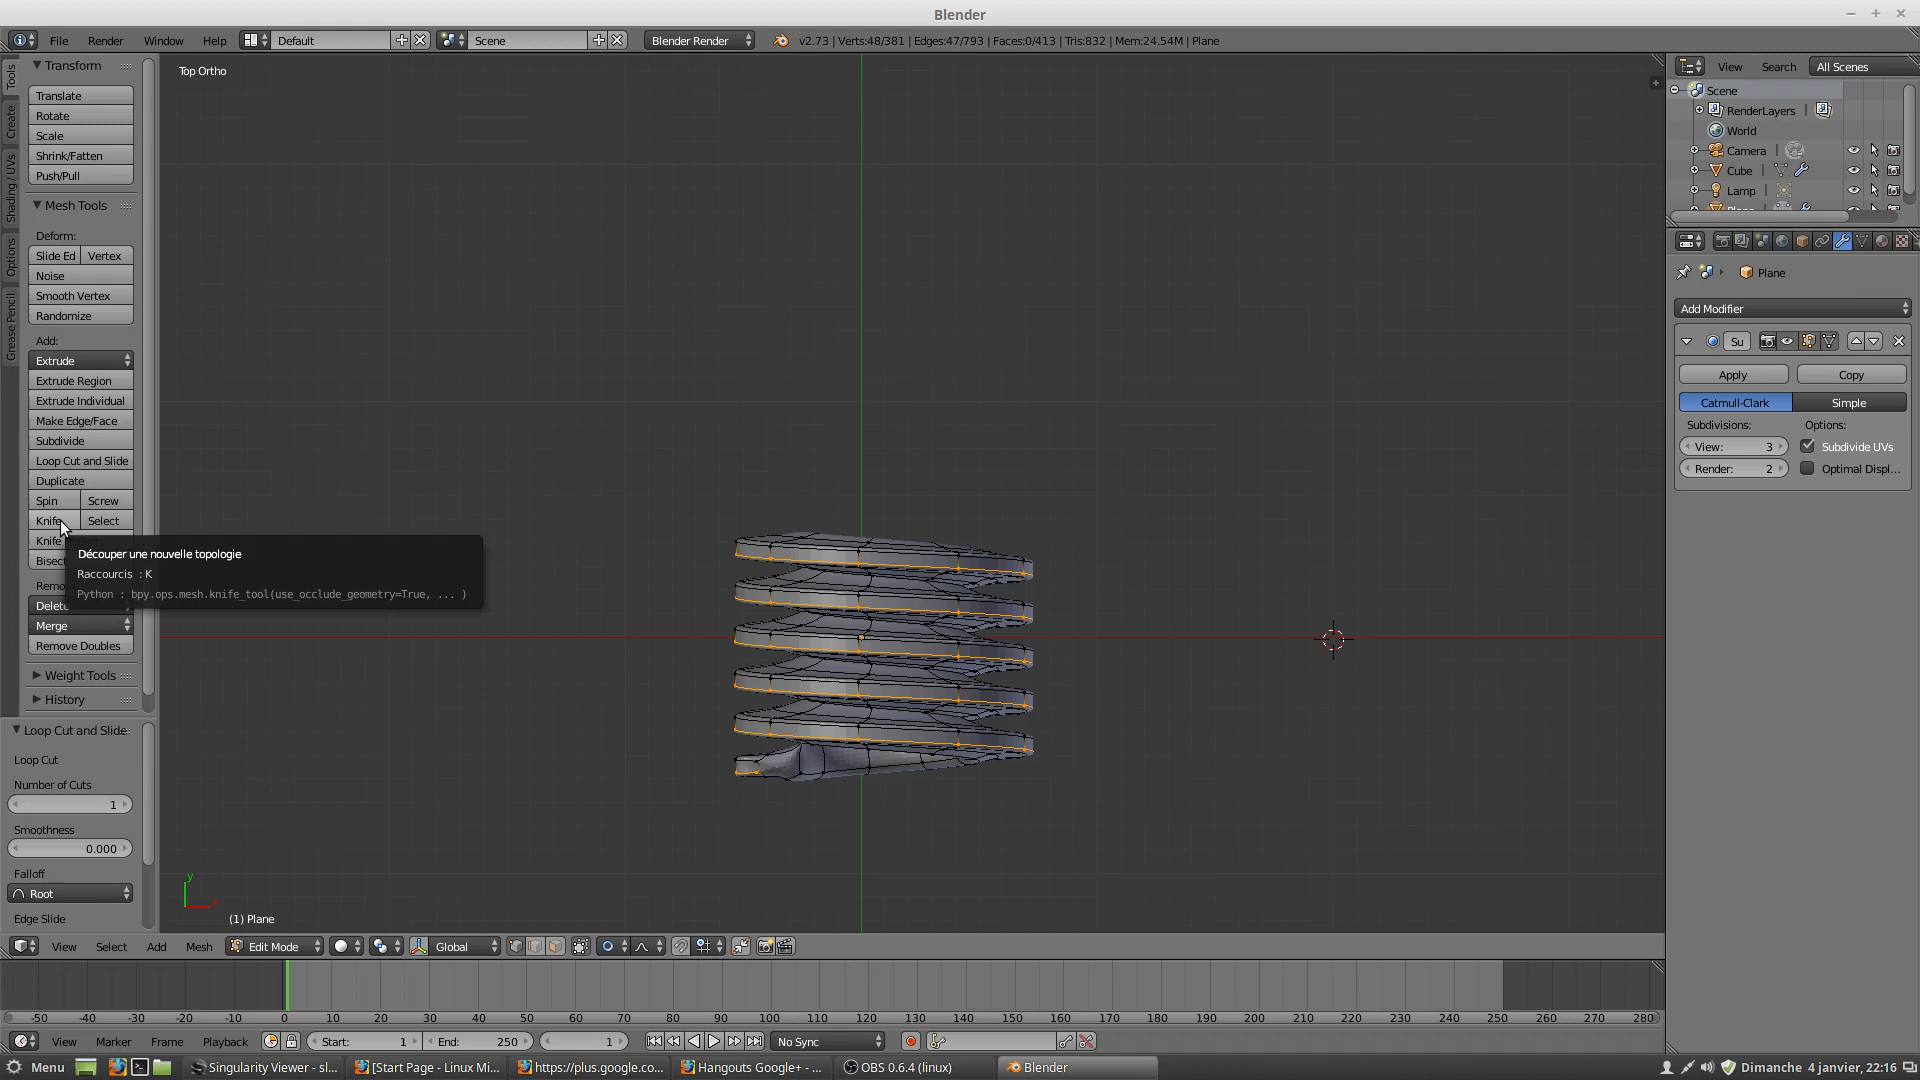 Blender
File Render Window Help Default Scene Blender Render v2.73 | Verts:48/381 | Edges:47/793 | Faces:0/413 | Tris:832 | Mem:24.54M | Plane
Tools
Create
Shading / UVs
Options
Grease Pencil
Transform
Translate
Rotate
Scale
Shrink/Fatten
Push/Pull
Mesh Tools
Deform:
Slide Ed Vertex
Noise
Smooth Vertex
Randomize
Add:
Extrude
Extrude Region
Extrude Individual
Make Edge/Face
Subdivide
Loop Cut and Slide
Duplicate
Spin Screw
Knife Select
Knife
Bisect
Delete
Merge
Remove Doubles
Weight Tools
History
Découper une nouvelle topologie
Raccourcis : K
Python : bpy.ops.mesh.knife_tool(use_occlude_geometry=True, ... )
Loop Cut and Slide
Loop Cut
Number of Cuts
1
Smoothness
0.000
Falloff
Root
Edge Slide
Top Ortho
y
x
(1) Plane
View Select Add Mesh Edit Mode Global
View Search All Scenes
Scene
RenderLayers
World
Camera
Cube
Lamp
Plane
Add Modifier
Su
Apply Copy
Catmull-Clark Simple
Subdivisions: Options:
View: 3 Subdivide UVs
Render: 2 Optimal Displ...
-50 -40 -30 -20 -10 0 10 20 30 40 50 60 70 80 90 100 110 120 130 140 150 160 170 180 190 200 210 220 230 240 250 260 270 280
View Marker Frame Playback Start: 1 End: 250 1 No Sync
Menu Singularity Viewer - sl... [Start Page - Linux Mi... https://plus.google.co... Hangouts Google+ - ... OBS 0.6.4 (linux) Blender Dimanche 4 janvier, 22:16